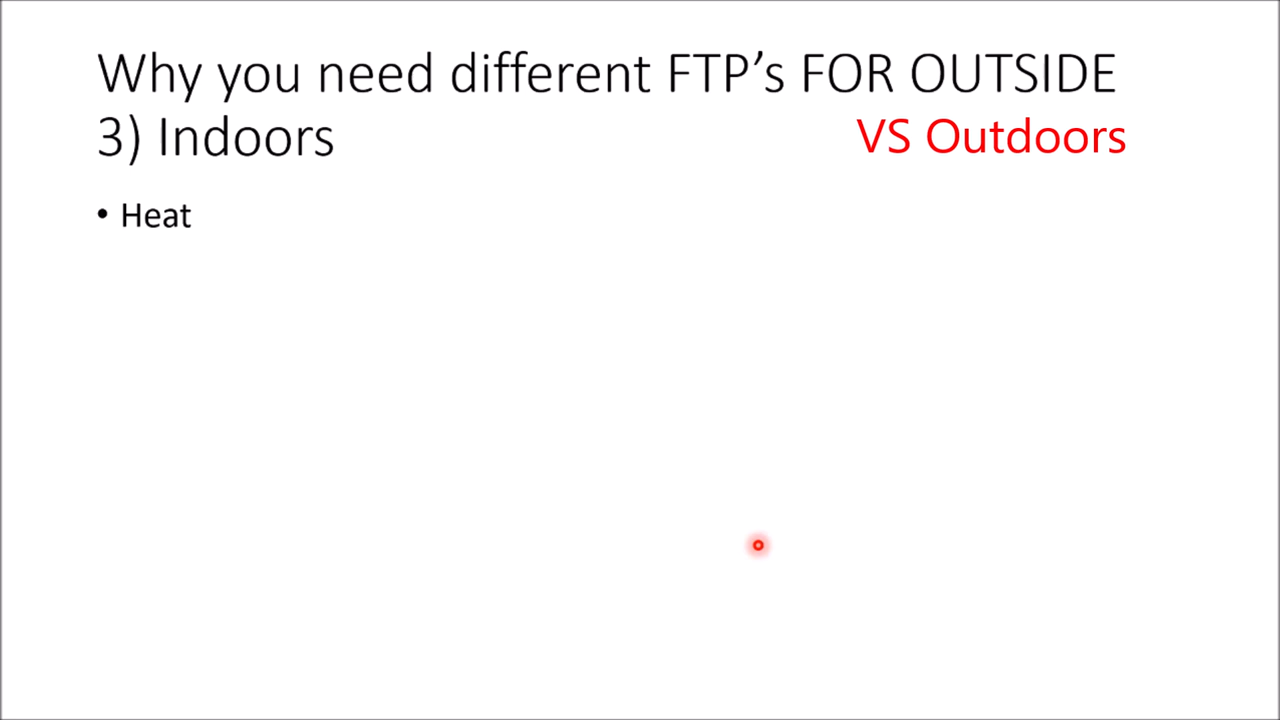 Why you need different FTP’s FOR OUTSIDE
3) Indoors VS Outdoors
• Heat